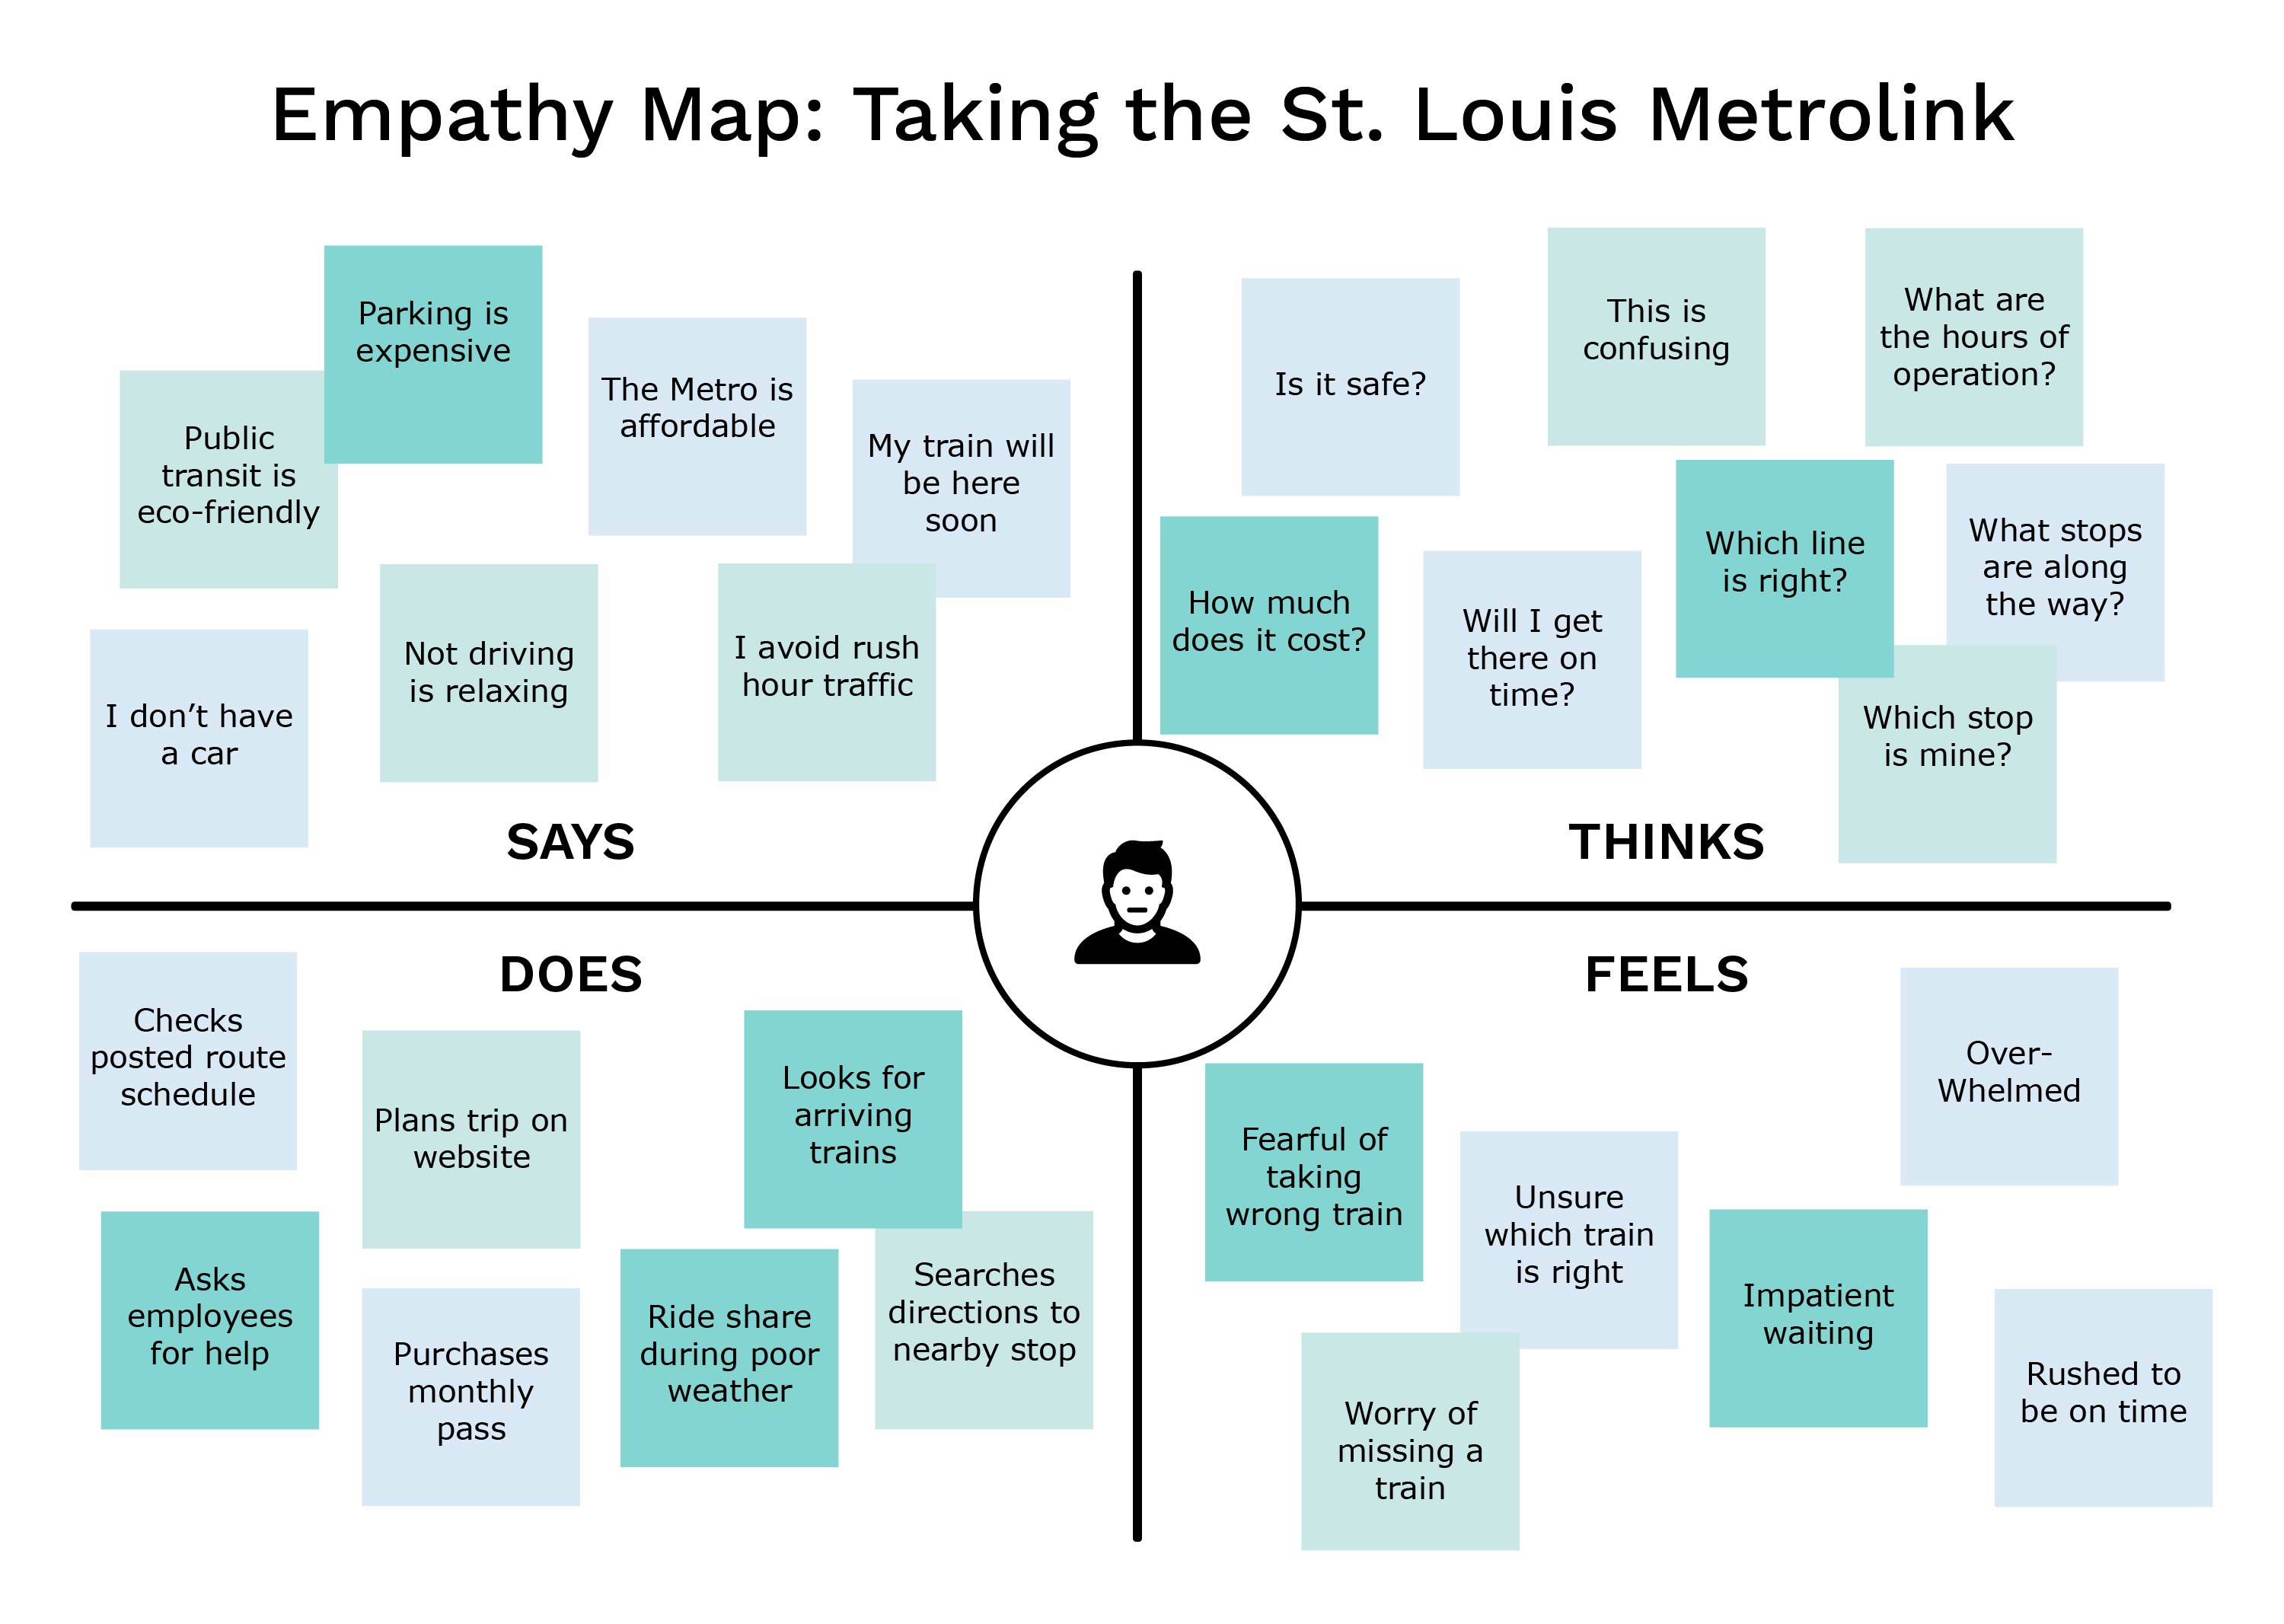 Empathy Map: Taking the St. Louis Metrolink
Parking is
expensive
Public
transit is
eco-friendly
The Metro is
affordable
My train will
be here
soon
I don’t have
a car
Not driving
is relaxing
I avoid rush
hour traffic
SAYS
Is it safe?
This is
confusing
What are
the hours of
operation?
How much
does it cost?
Will I get
there on
time?
Which line
is right?
What stops
are along
the way?
Which stop
is mine?
THINKS
DOES
Checks
posted route
schedule
Plans trip on
website
Looks for
arriving
trains
Asks
employees
for help
Purchases
monthly
pass
Ride share
during poor
weather
Searches
directions to
nearby stop
FEELS
Over-
Whelmed
Fearful of
taking
wrong train
Unsure
which train
is right
Impatient
waiting
Rushed to
be on time
Worry of
missing a
train